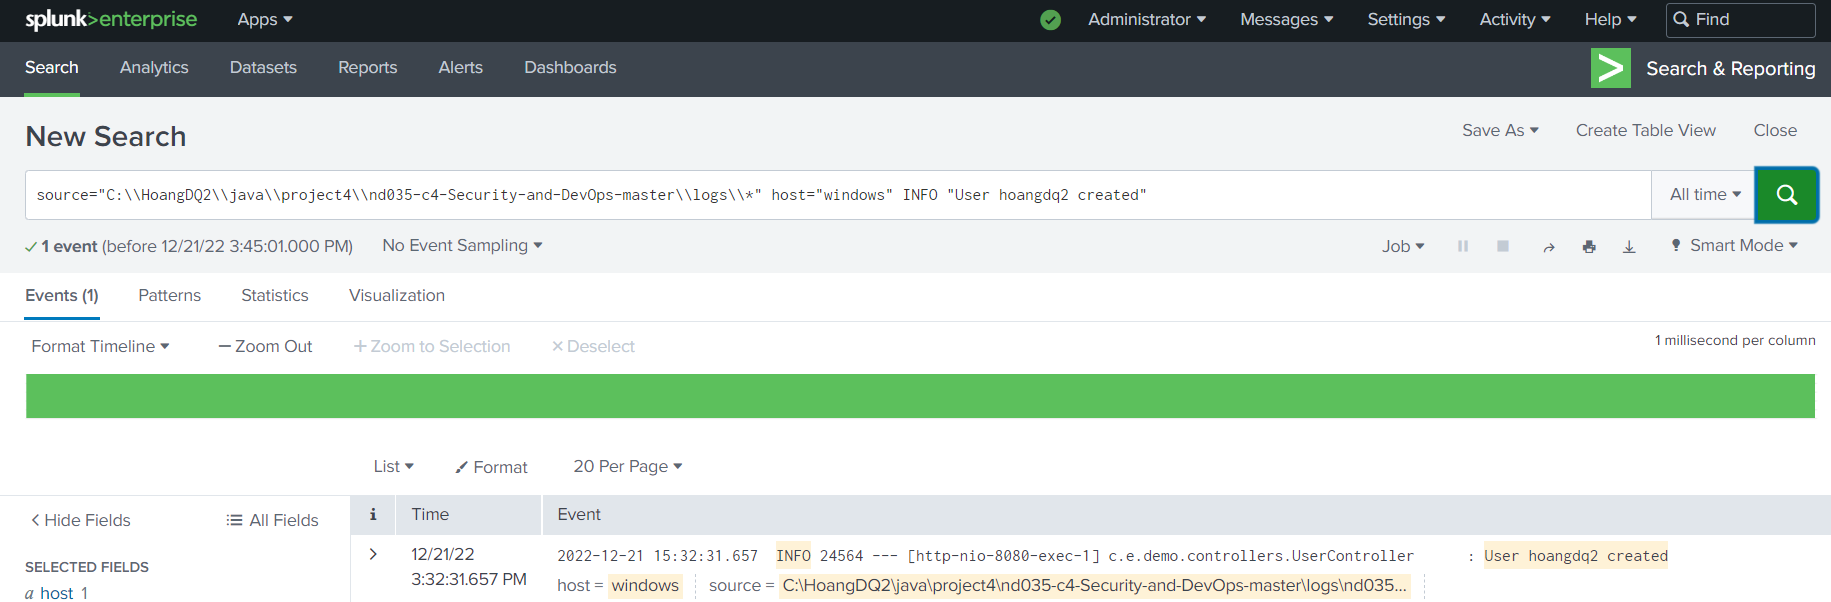 splunk>enterprise Apps Administrator Messages Settings Activity Help Find
Search Analytics Datasets Reports Alerts Dashboards Search & Reporting
New Search Save As Create Table View Close
source="C:\\HoangDQ2\\java\\project4\\nd035-c4-Security-and-DevOps-master\\logs\\*" host="windows" INFO "User hoangdq2 created" All time
1 event (before 12/21/22 3:45:01.000 PM) No Event Sampling Job Smart Mode
Events (1) Patterns Statistics Visualization
Format Timeline — Zoom Out + Zoom to Selection × Deselect 1 millisecond per column
List Format 20 Per Page
< Hide Fields All Fields i Time Event
SELECTED FIELDS
a host 1
12/21/22
3:32:31.657 PM
2022-12-21 15:32:31.657 INFO 24564 --- [http-nio-8080-exec-1] c.e.demo.controllers.UserController : User hoangdq2 created
host = windows source = C:\HoangDQ2\java\project4\nd035-c4-Security-and-DevOps-master\logs\nd035...